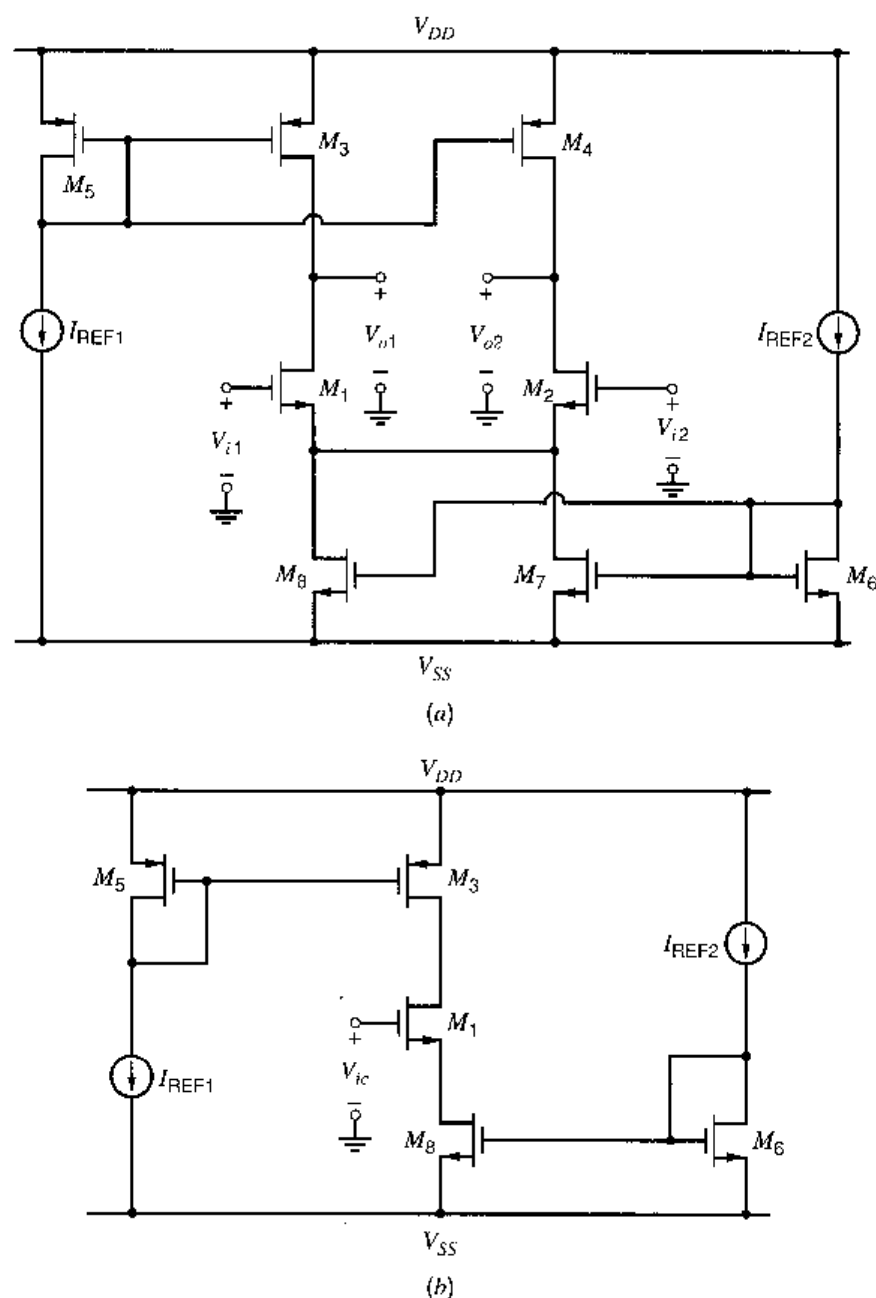 V_DD
M_5
M_3
M_4
I_REF1
+
V_o1
−
+
V_o2
−
I_REF2
+
V_i1
−
M_1
M_2
+
V_i2
−
M_8
M_7
M_6
V_SS
(a)
V_DD
M_5
M_3
I_REF2
M_1
+
V_ic
−
I_REF1
M_8
M_6
V_SS
(b)